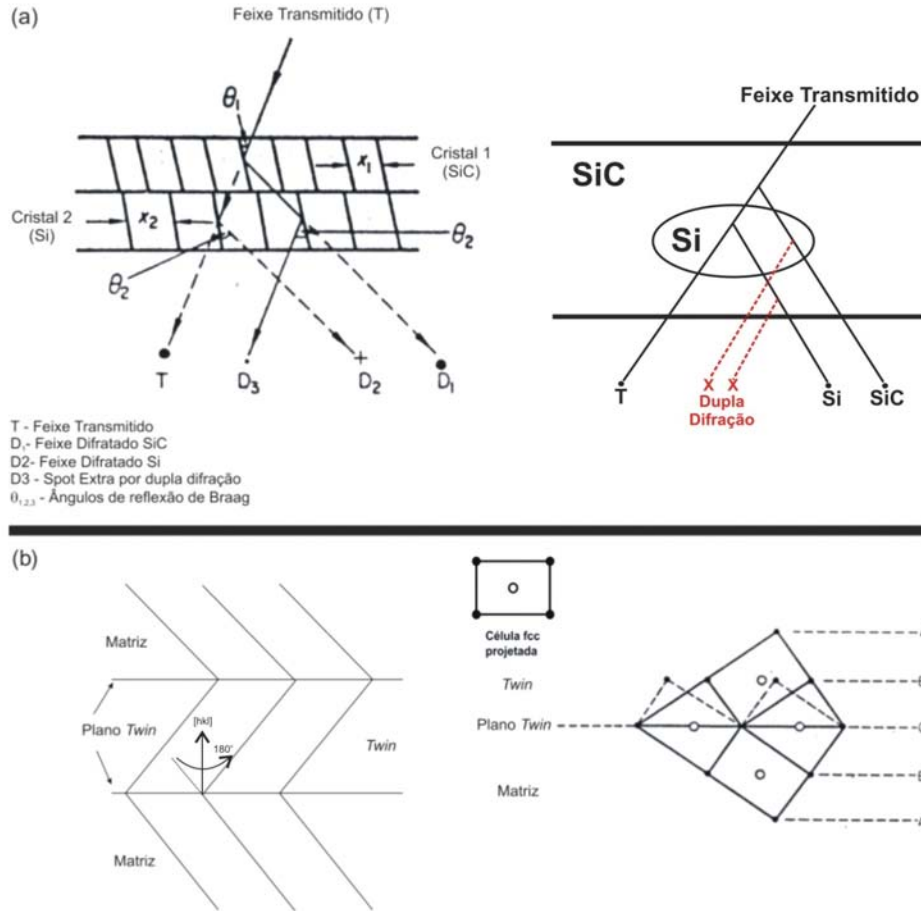 (a)
Feixe Transmitido (T)
θ1
x1
Cristal 1
(SiC)
Cristal 2
(Si)
x2
θ2
θ2
T
D3
D2
D1
Feixe Transmitido
SiC
Si
T
X X
Dupla
Difração
Si
SiC
T - Feixe Transmitido
D1- Feixe Difratado SiC
D2- Feixe Difratado Si
D3 - Spot Extra por dupla difração
θ1,2,3 - Ângulos de reflexão de Braag
(b)
Matriz
Plano Twin
[hkl]
180°
Twin
Matriz
Célula fcc
projetada
Twin
Plano Twin
Matriz